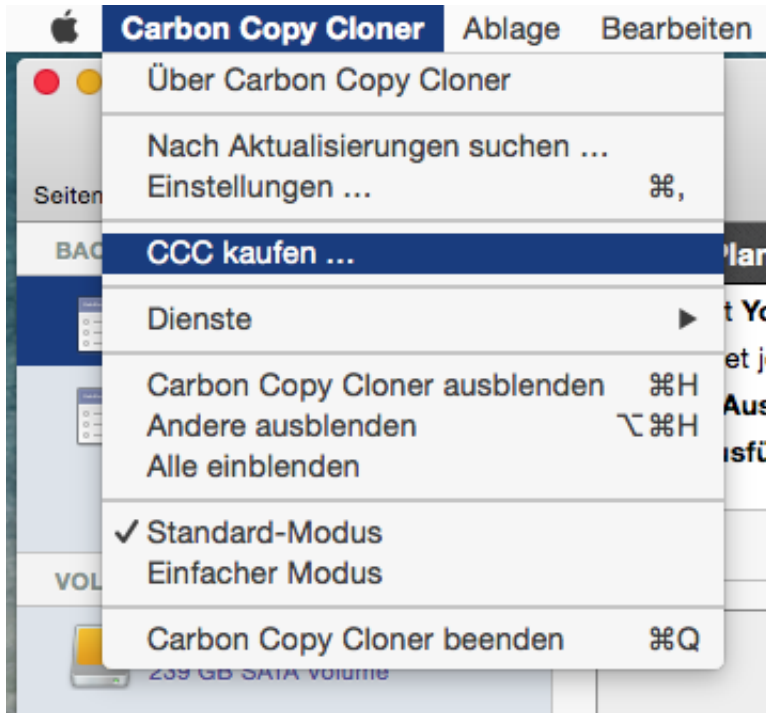 Carbon Copy Cloner Ablage Bearbeiten
Über Carbon Copy Cloner
Nach Aktualisierungen suchen ...
Einstellungen ... ⌘,
CCC kaufen ...
Dienste ▶
Carbon Copy Cloner ausblenden ⌘H
Andere ausblenden ⌥⌘H
Alle einblenden
✓ Standard-Modus
Einfacher Modus
Carbon Copy Cloner beenden ⌘Q
239 GB SATA Volume